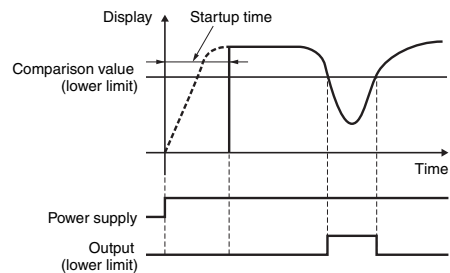 Display
Startup time
Comparison value
(lower limit)
Time
Power supply
Output
(lower limit)